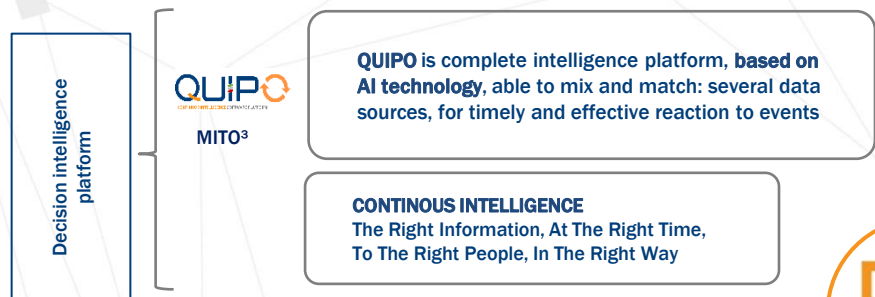 Decision intelligence
platform
QUIPO
MITO³
QUIPO is complete intelligence platform, based on
AI technology, able to mix and match: several data
sources, for timely and effective reaction to events
CONTINOUS INTELLIGENCE
The Right Information, At The Right Time,
To The Right People, In The Right Way